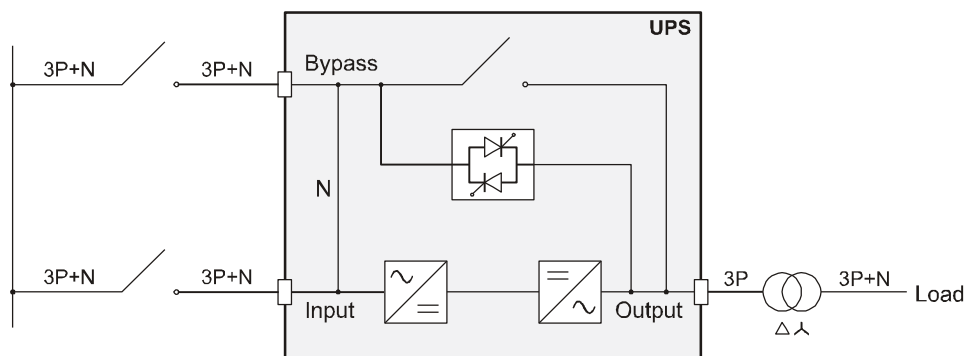 UPS
3P+N
3P+N
Bypass
N
3P+N
3P+N
Input
Output
3P
3P+N
Load